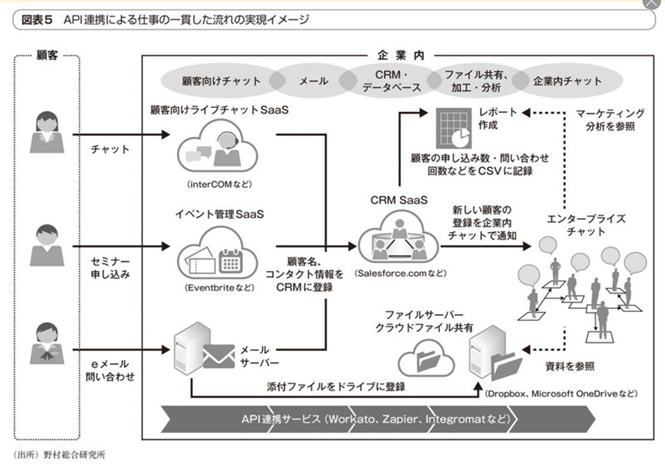 図表5 API連携による仕事の一貫した流れの実現イメージ
顧客
企業内
顧客向けチャット
メール
CRM・
データベース
ファイル共有、
加工・分析
企業内チャット
顧客向けライブチャットSaaS
チャット
(interCOMなど)
レポート
作成
マーケティング
分析を参照
顧客の申し込み数・問い合わせ
回数などをCSVに記録
イベント管理SaaS
CRM SaaS
新しい顧客の
登録を企業内
チャットで通知
エンタープライズ
チャット
セミナー
申し込み
(Eventbriteなど)
顧客名、
コンタクト情報を
CRMに登録
(Salesforce.comなど)
ファイルサーバー
クラウドファイル共有
eメール
問い合わせ
メール
サーバー
資料を参照
添付ファイルをドライブに登録
(Dropbox、Microsoft OneDriveなど)
API連携サービス(Workato、Zapier、Integromatなど)
(出所)野村総合研究所